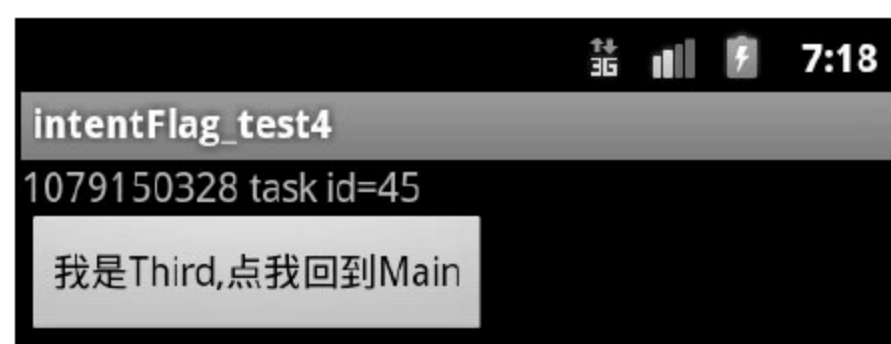 3G 7:18
intentFlag_test4
1079150328 task id=45
我是Third,点我回到Main